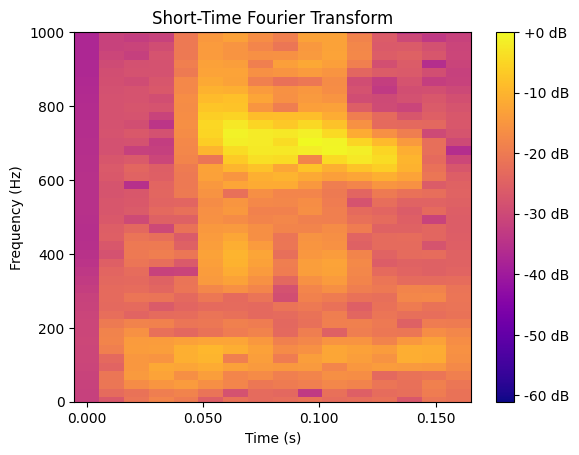 Short-Time Fourier Transform
1000
800
600
400
200
0
Frequency (Hz)
0.000
0.050
0.100
0.150
Time (s)
+0 dB
-10 dB
-20 dB
-30 dB
-40 dB
-50 dB
-60 dB